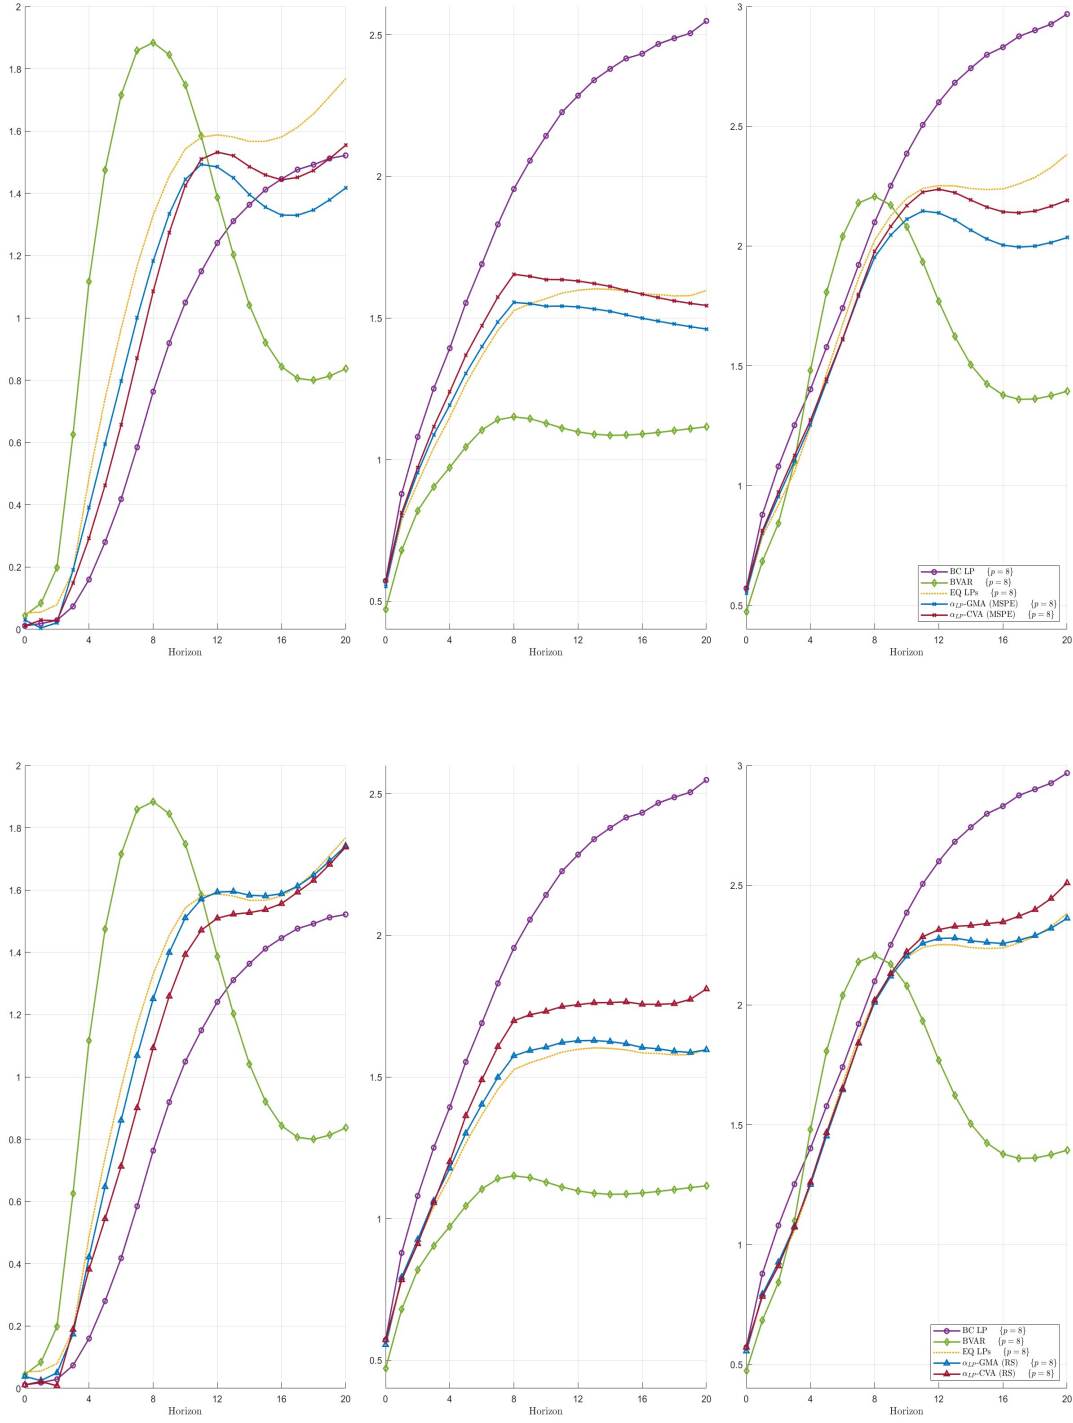 2
1.8
1.6
1.4
1.2
1
0.8
0.6
0.4
0.2
0
0 4 8 12 16 20
Horizon
2.5
2
1.5
1
0.5
0 4 8 12 16 20
Horizon
3
2.5
2
1.5
1
0.5
0 4 8 12 16 20
Horizon
BC LP {p = 8}
BVAR {p = 8}
EQ LPs {p = 8}
α_LP-GMA (MSPE) {p = 8}
α_LP-CVA (MSPE) {p = 8}
2
1.8
1.6
1.4
1.2
1
0.8
0.6
0.4
0.2
0
0 4 8 12 16 20
Horizon
2.5
2
1.5
1
0.5
0 4 8 12 16 20
Horizon
3
2.5
2
1.5
1
0.5
0 4 8 12 16 20
Horizon
BC LP {p = 8}
BVAR {p = 8}
EQ LPs {p = 8}
α_LP-GMA (RS) {p = 8}
α_LP-CVA (RS) {p = 8}